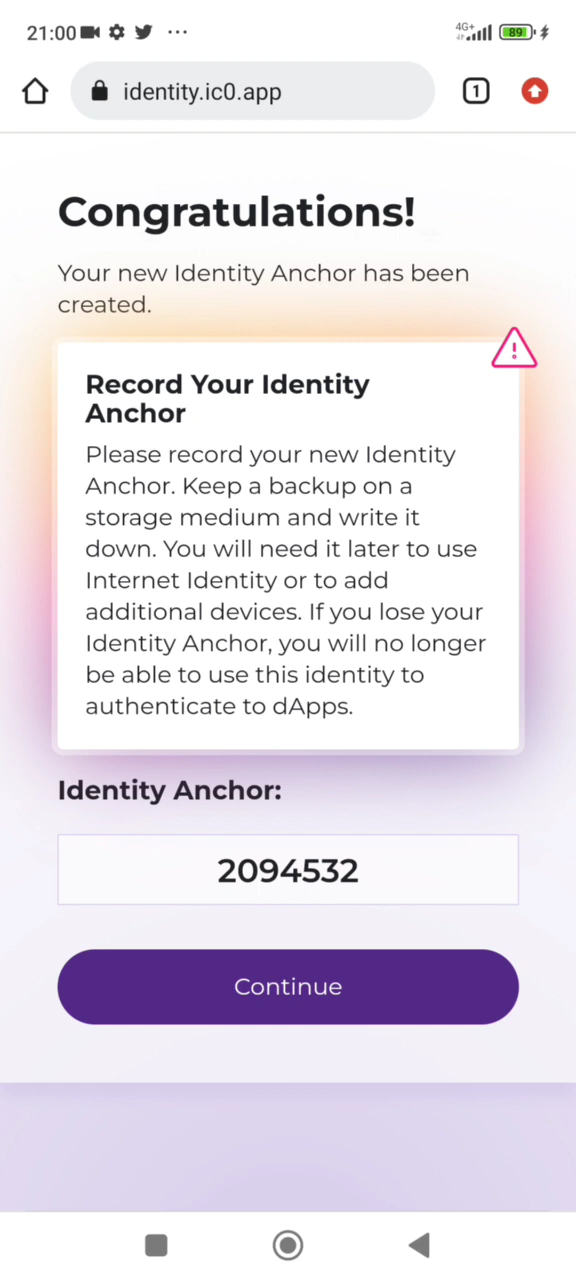 21:00
4G+
89
identity.ic0.app
1
Congratulations!
Your new Identity Anchor has been
created.
Record Your Identity
Anchor
Please record your new Identity
Anchor. Keep a backup on a
storage medium and write it
down. You will need it later to use
Internet Identity or to add
additional devices. If you lose your
Identity Anchor, you will no longer
be able to use this identity to
authenticate to dApps.
Identity Anchor:
2094532
Continue